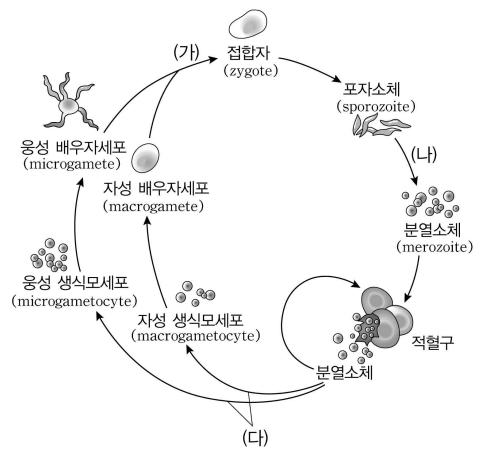 (가)
접합자
(zygote)
포자소체
(sporozoite)
(나)
분열소체
(merozoite)
적혈구
분열소체
(다)
자성 생식모세포
(macrogametocyte)
웅성 생식모세포
(microgametocyte)
자성 배우자세포
(macrogamete)
웅성 배우자세포
(microgamete)